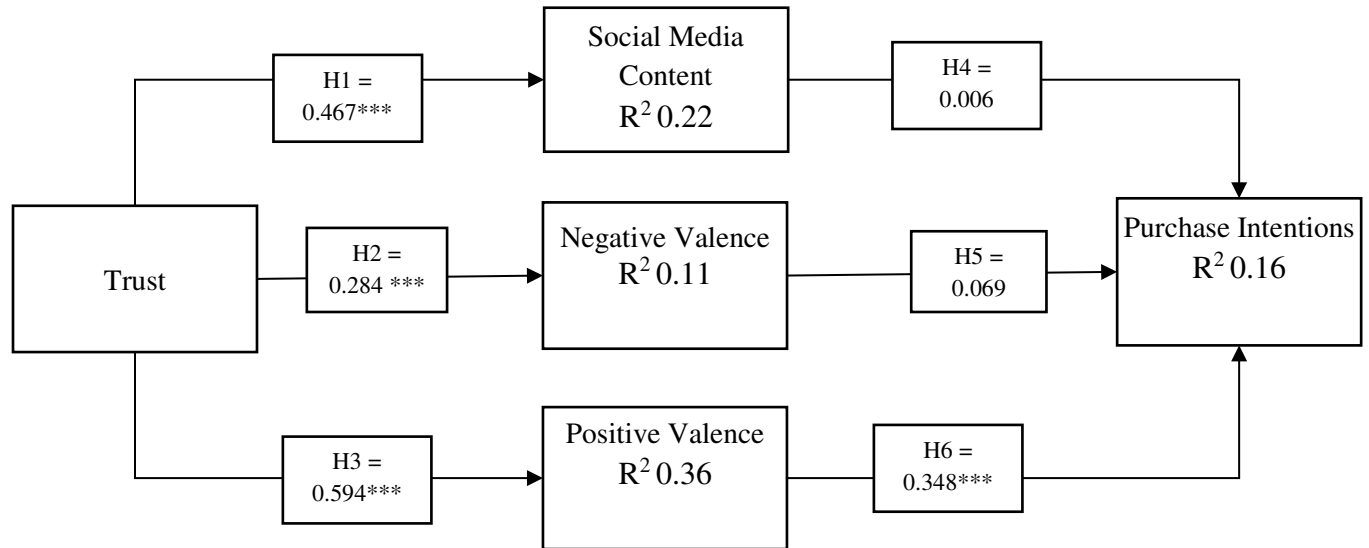 Social Media
Content
R² 0.22
H1 =
0.467***
H4 =
0.006
Trust
H2 =
0.284 ***
Negative Valence
R² 0.11
H5 =
0.069
Purchase Intentions
R² 0.16
H3 =
0.594***
Positive Valence
R² 0.36
H6 =
0.348***